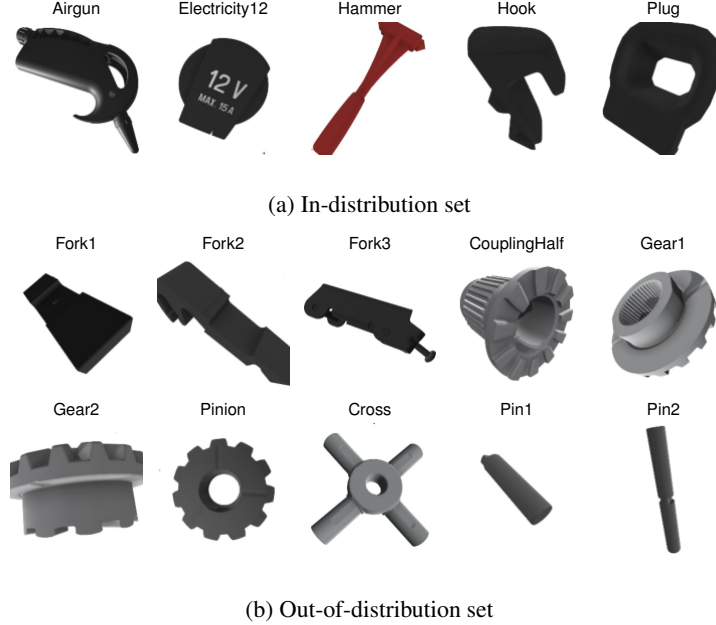 Airgun Electricity12 Hammer Hook Plug
12 V
MAX. 15 A
(a) In-distribution set
Fork1 Fork2 Fork3 CouplingHalf Gear1
Gear2 Pinion Cross Pin1 Pin2
(b) Out-of-distribution set